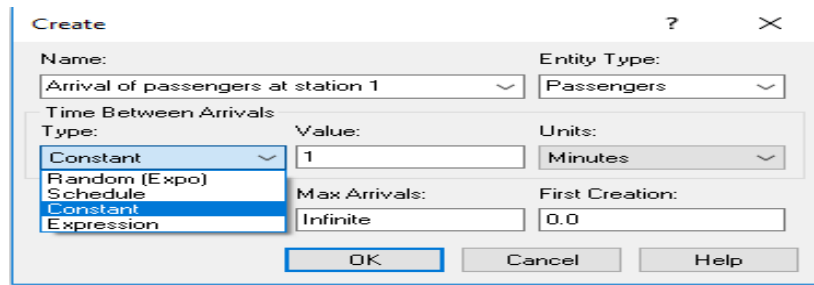 Create ? ×
Name: Entity Type:
Arrival of passengers at station 1 Passengers
Time Between Arrivals
Type: Value: Units:
Constant 1 Minutes
Random (Expo)
Schedule
Constant
Expression
Max Arrivals: First Creation:
Infinite 0.0
OK Cancel Help